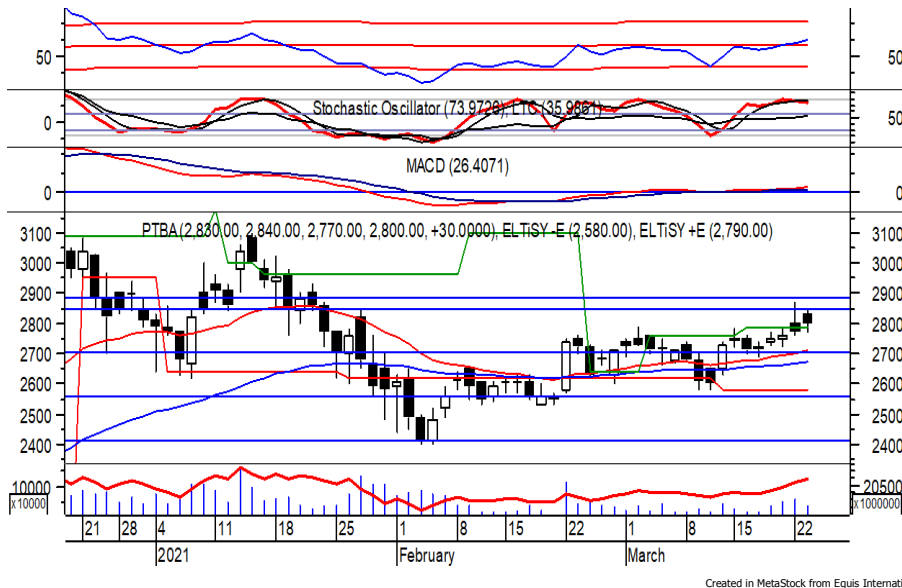 50 50
Stochastic Oscillator (73.9726), LTC (35.9861)
0 50
MACD (26.4071)
0 0
PTBA (2,830.00, 2,840.00, 2,770.00, 2,800.00, +30.0000), ELTiSY -E (2,580.00), ELTiSY +E (2,790.00)
3100 3100
3000 3000
2900 2900
2800 2800
2700 2700
2600 2600
2500 2500
2400 2400
10000 20500
x10000 x1000000
21 28 4 11 18 25 1 8 15 22 1 8 15 22
2021 February March
Created in MetaStock from Equis Internati